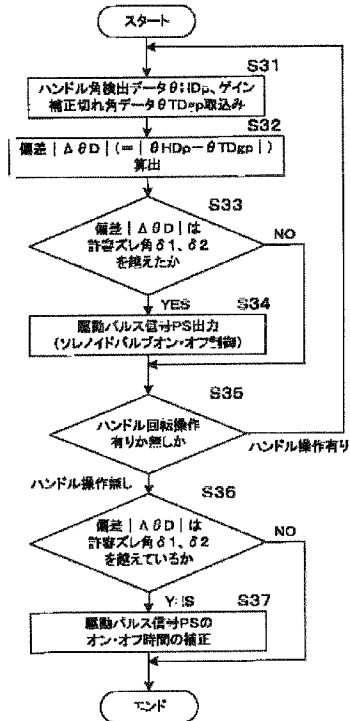 スタート
S31
ハンドル角検出データθHDp、ゲイン
補正切れ角データθTDgp取込み
S32
偏差|ΔθD|(=|θHDp-θTDgp|)
算出
S33
偏差|ΔθD|は
許容ズレ角δ1、δ2
を越えたか
NO
YES
S34
駆動パルス信号PS出力
(ソレノイドバルブオン・オフ制御)
S35
ハンドル回転操作
有りか無しか
ハンドル操作有り
ハンドル操作無し
S36
偏差|ΔθD|は
許容ズレ角δ1、δ2
を越えているか
NO
YES
S37
駆動パルス信号PSの
オン・オフ時間の補正
エンド